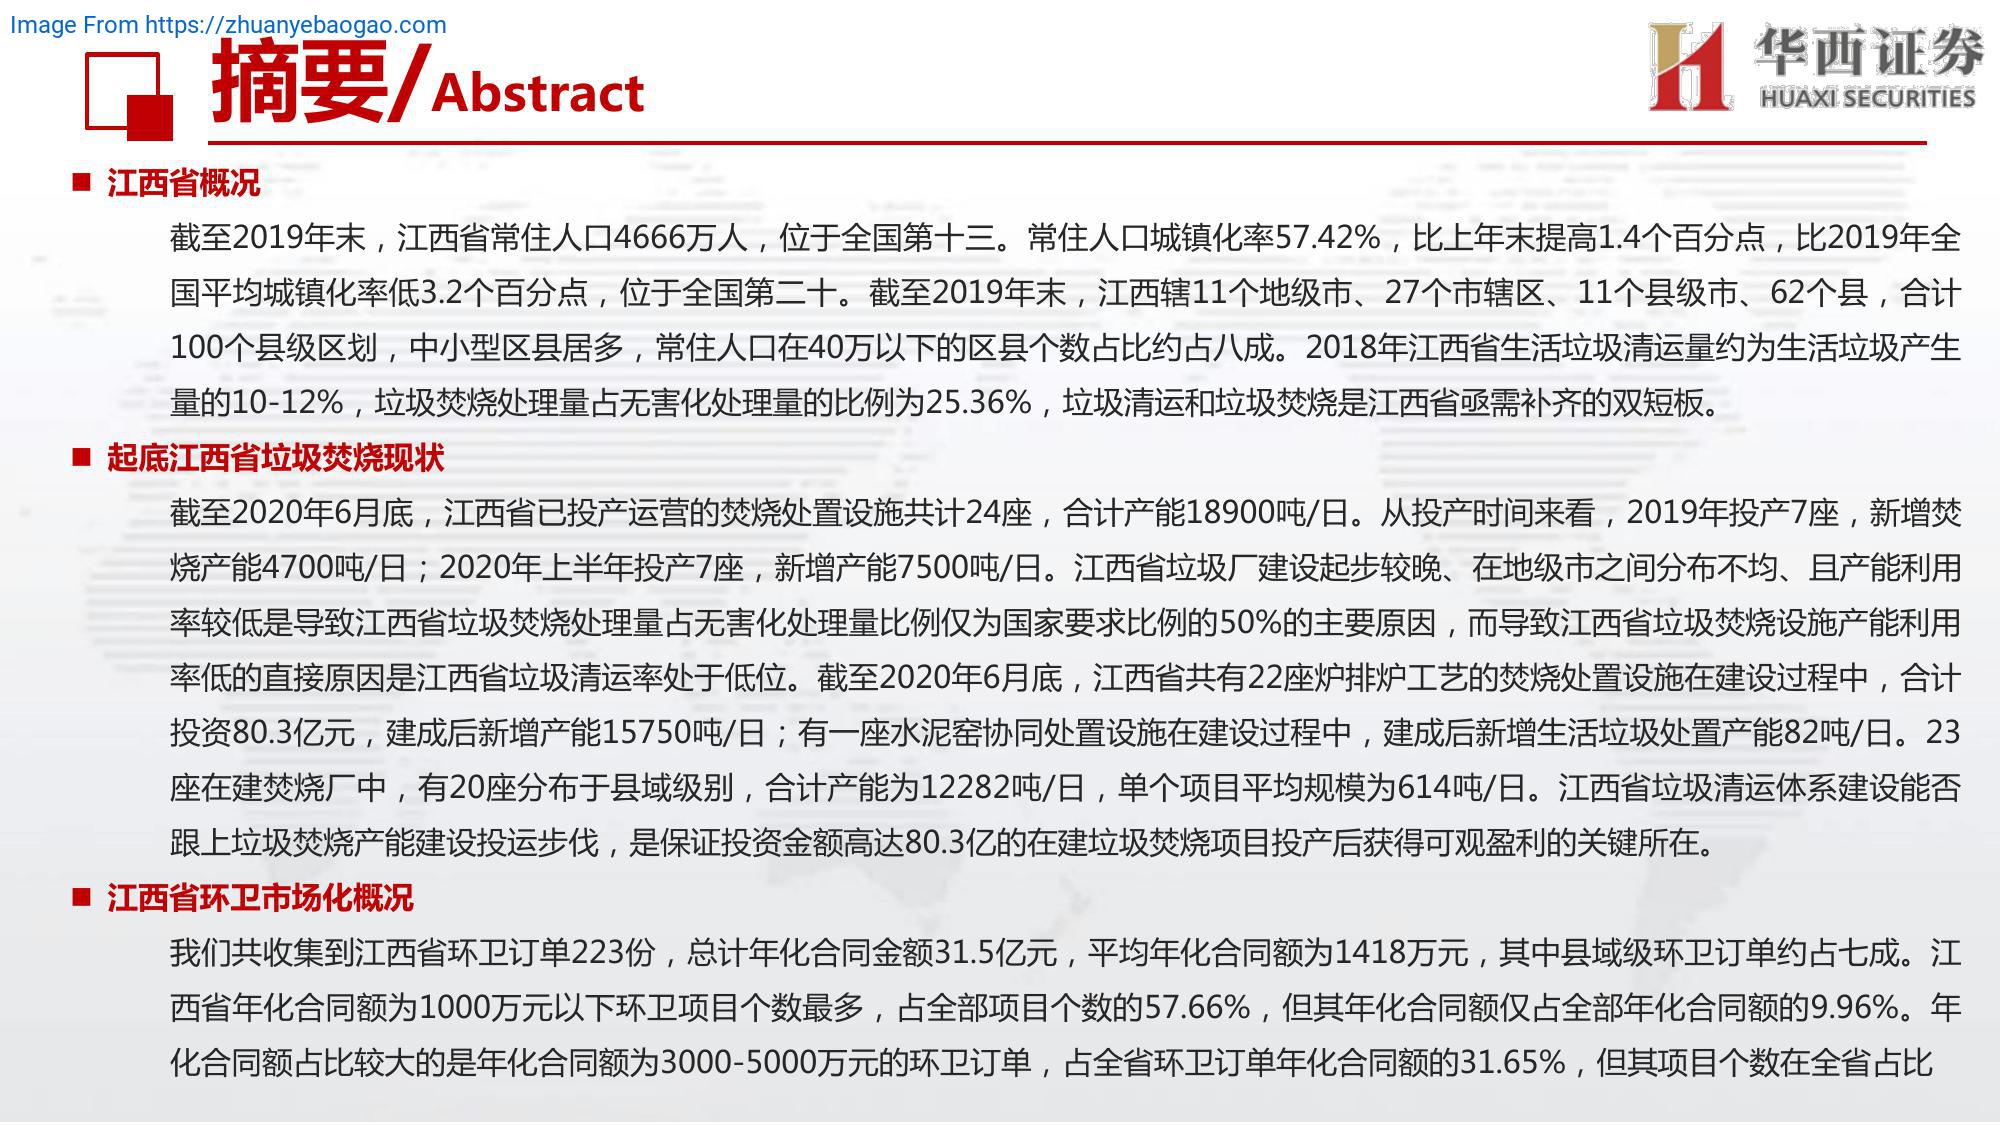 Image From https://zhuanyebaogao.com
摘要/Abstract
华西证券
HUAXI SECURITIES
■ 江西省概况
截至2019年末，江西省常住人口4666万人，位于全国第十三。常住人口城镇化率57.42%，比上年末提高1.4个百分点，比2019年全
国平均城镇化率低3.2个百分点，位于全国第二十。截至2019年末，江西辖11个地级市、27个市辖区、11个县级市、62个县，合计
100个县级区划，中小型区县居多，常住人口在40万以下的区县个数占比约占八成。2018年江西省生活垃圾清运量约为生活垃圾产生
量的10-12%，垃圾焚烧处理量占无害化处理量的比例为25.36%，垃圾清运和垃圾焚烧是江西省亟需补齐的双短板。
■ 起底江西省垃圾焚烧现状
截至2020年6月底，江西省已投产运营的焚烧处置设施共计24座，合计产能18900吨/日。从投产时间来看，2019年投产7座，新增焚
烧产能4700吨/日；2020年上半年投产7座，新增产能7500吨/日。江西省垃圾厂建设起步较晚、在地级市之间分布不均、且产能利用
率较低是导致江西省垃圾焚烧处理量占无害化处理量比例仅为国家要求比例的50%的主要原因，而导致江西省垃圾焚烧设施产能利用
率低的直接原因是江西省垃圾清运率处于低位。截至2020年6月底，江西省共有22座炉排炉工艺的焚烧处置设施在建设过程中，合计
投资80.3亿元，建成后新增产能15750吨/日；有一座水泥窑协同处置设施在建设过程中，建成后新增生活垃圾处置产能82吨/日。23
座在建焚烧厂中，有20座分布于县域级别，合计产能为12282吨/日，单个项目平均规模为614吨/日。江西省垃圾清运体系建设能否
跟上垃圾焚烧产能建设投运步伐，是保证投资金额高达80.3亿的在建垃圾焚烧项目投产后获得可观盈利的关键所在。
■ 江西省环卫市场化概况
我们共收集到江西省环卫订单223份，总计年化合同金额31.5亿元，平均年化合同额为1418万元，其中县域级环卫订单约占七成。江
西省年化合同额为1000万元以下环卫项目个数最多，占全部项目个数的57.66%，但其年化合同额仅占全部年化合同额的9.96%。年
化合同额占比较大的是年化合同额为3000-5000万元的环卫订单，占全省环卫订单年化合同额的31.65%，但其项目个数在全省占比